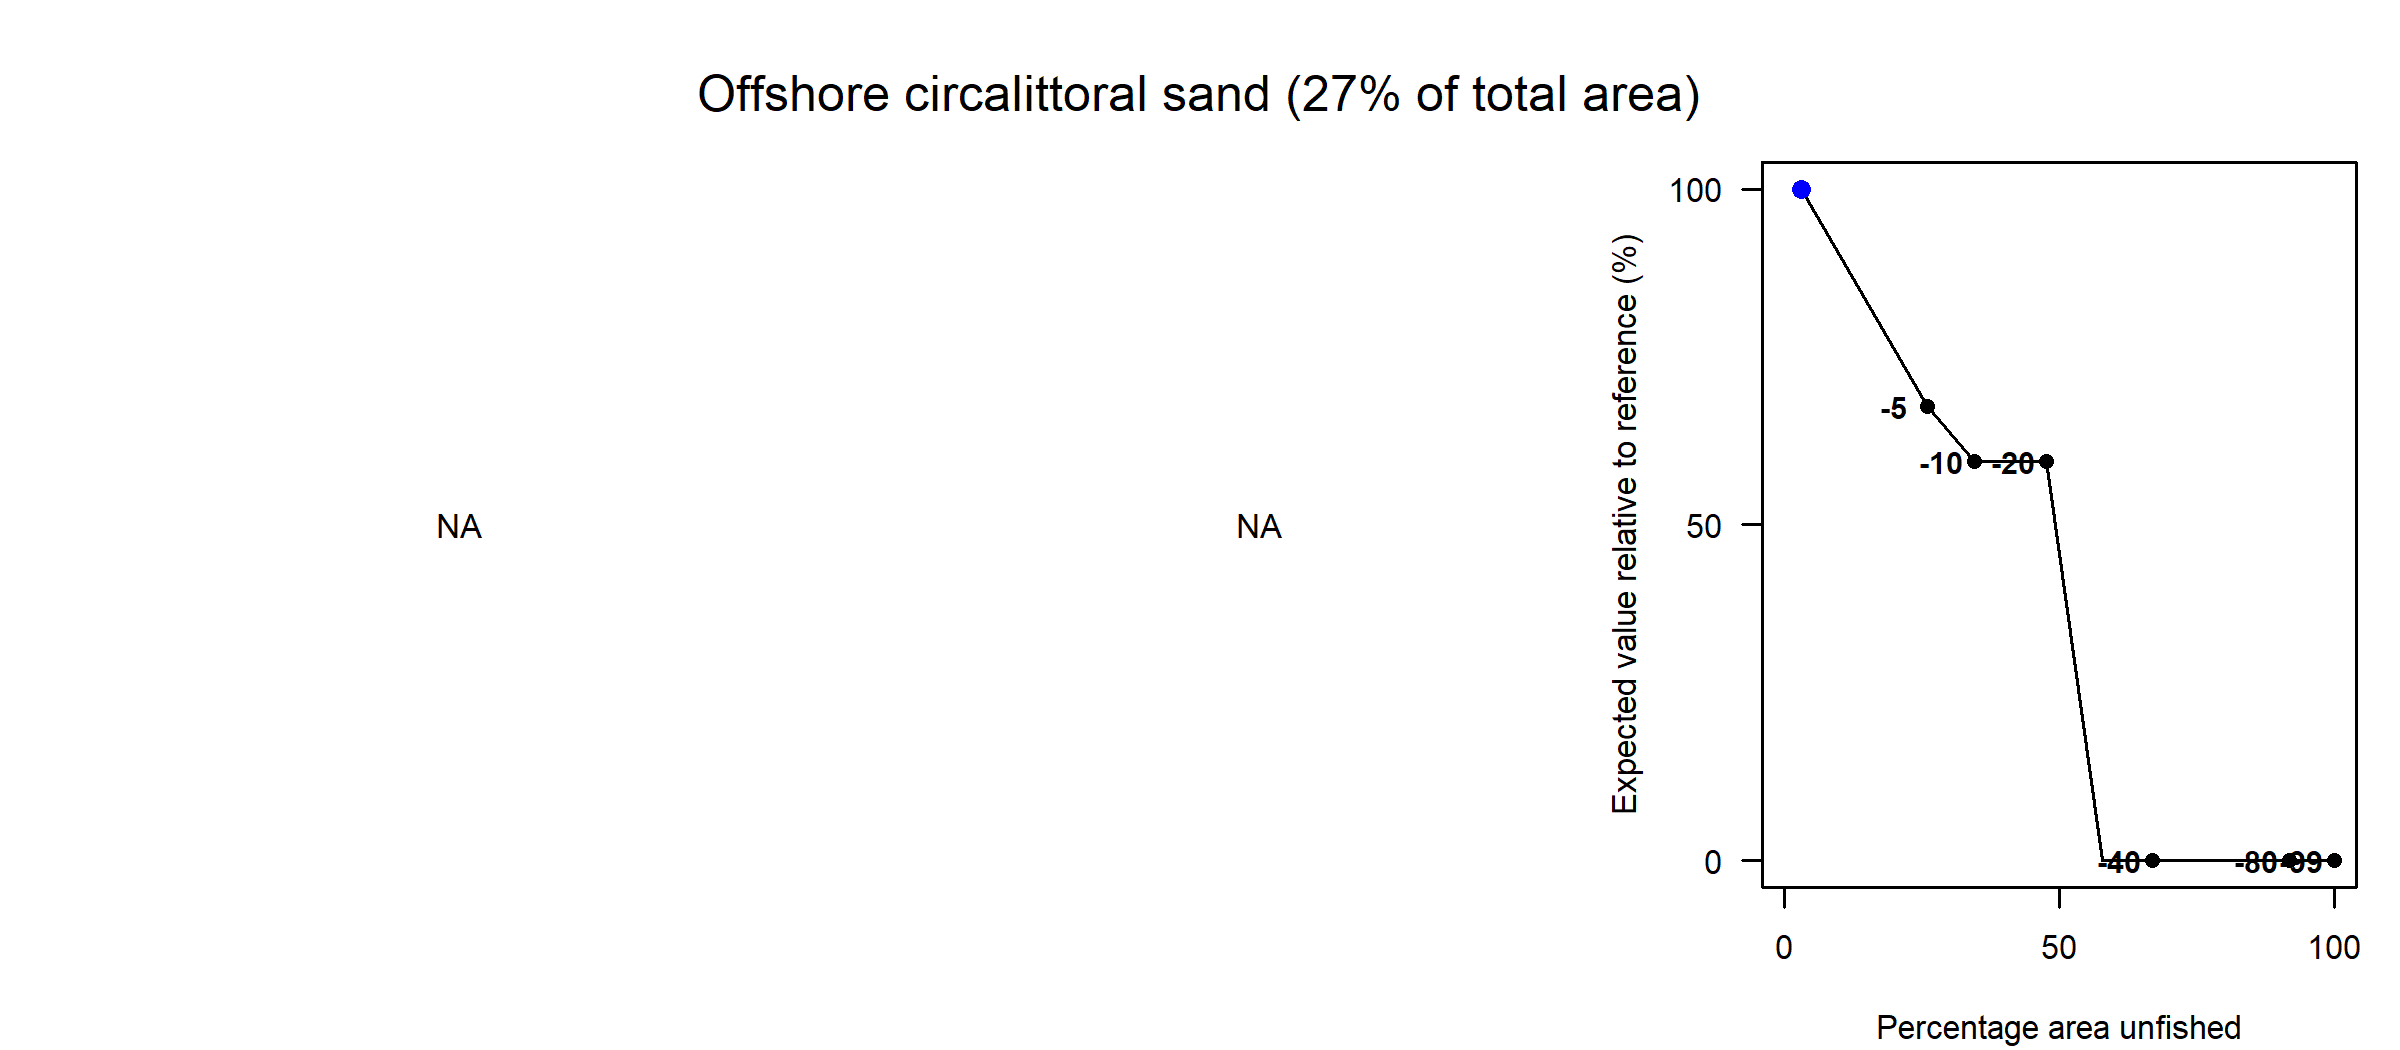 Offshore circalittoral sand (27% of total area)
NA
NA
Expected value relative to reference (%)
100
50
0
-5
-10
-20
-40
-80
-99
0
50
100
Percentage area unfished